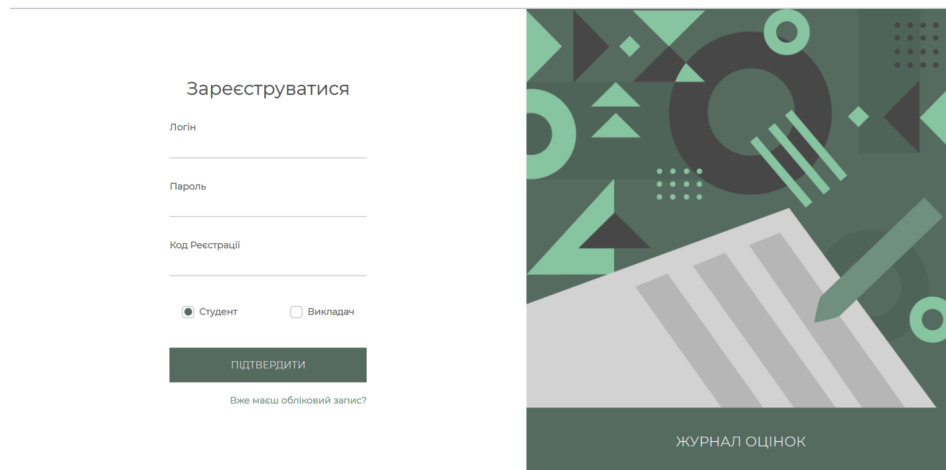 Зареєструватися
Логін
Пароль
Код Реєстрації
Студент Викладач
ПІДТВЕРДИТИ
Вже маєш обліковий запис?
ЖУРНАЛ ОЦІНОК